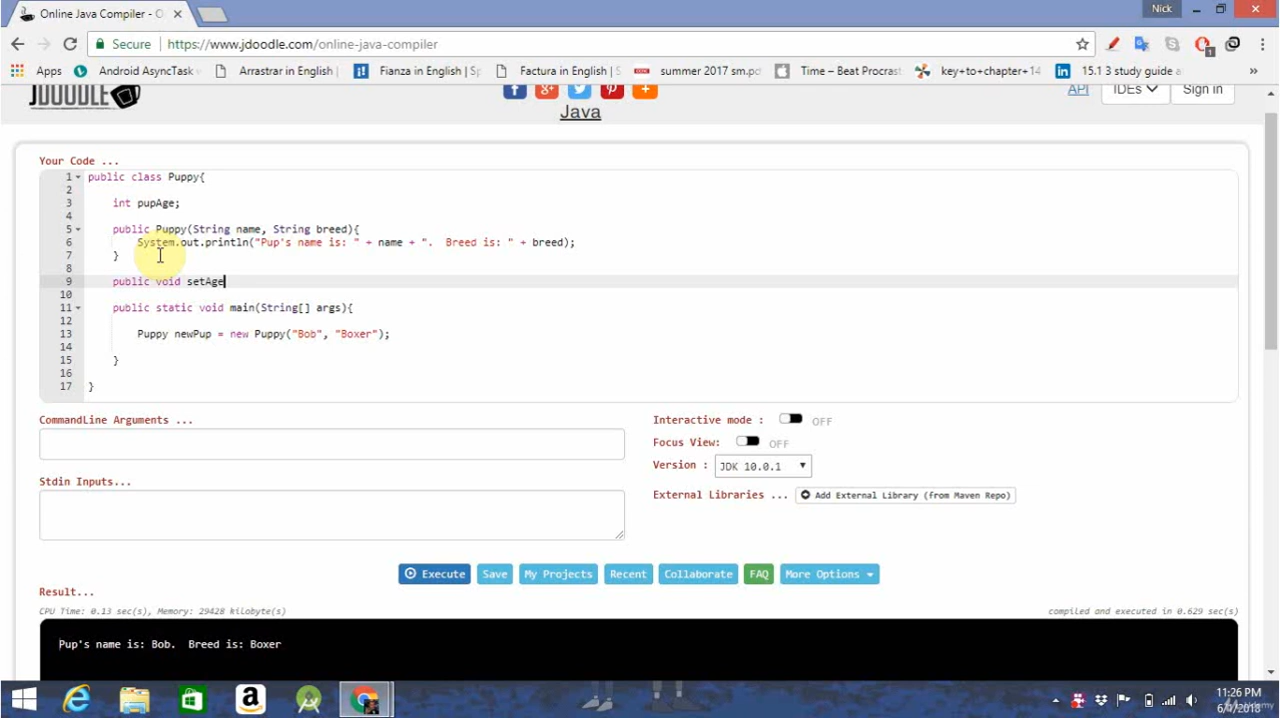 Nick
Online Java Compiler - O
Secure https://www.jdoodle.com/online-java-compiler
1
Apps Android AsyncTask Arrastrar in English | Fianza in English | Sp Factura in English | S summer 2017 sm.pd Time – Beat Procrast key+to+chapter+14 15.1 3 study guide a »
JDOODLE API IDEs Sign in
Java
Your Code ...
1 public class Puppy{
2
3 int pupAge;
4
5 public Puppy(String name, String breed){
6 System.out.println("Pup's name is: " + name + ".  Breed is: " + breed);
7 }
8
9 public void setAge
10
11 public static void main(String[] args){
12
13 Puppy newPup = new Puppy("Bob", "Boxer");
14
15 }
16
17 }
CommandLine Arguments ... Interactive mode : OFF
Focus View: OFF
Version : JDK 10.0.1
Stdin Inputs...
External Libraries ... Add External Library (from Maven Repo)
Execute Save My Projects Recent Collaborate FAQ More Options
Result...
CPU Time: 0.13 sec(s), Memory: 29428 kilobyte(s) compiled and executed in 0.629 sec(s)
Pup's name is: Bob.  Breed is: Boxer
11:26 PM
6/4/2018
Udemy